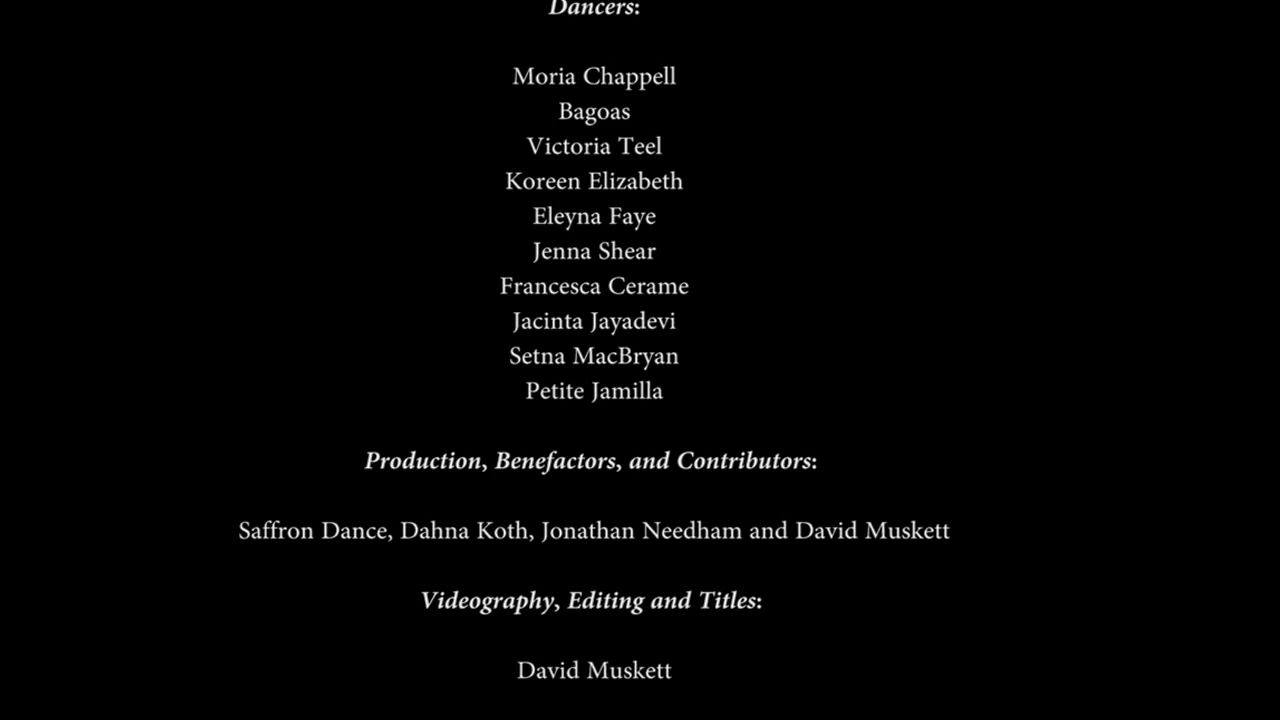 Dancers:
Moria Chappell
Bagoas
Victoria Teel
Koreen Elizabeth
Eleyna Faye
Jenna Shear
Francesca Cerame
Jacinta Jayadevi
Setna MacBryan
Petite Jamilla
Production, Benefactors, and Contributors:
Saffron Dance, Dahna Koth, Jonathan Needham and David Muskett
Videography, Editing and Titles:
David Muskett